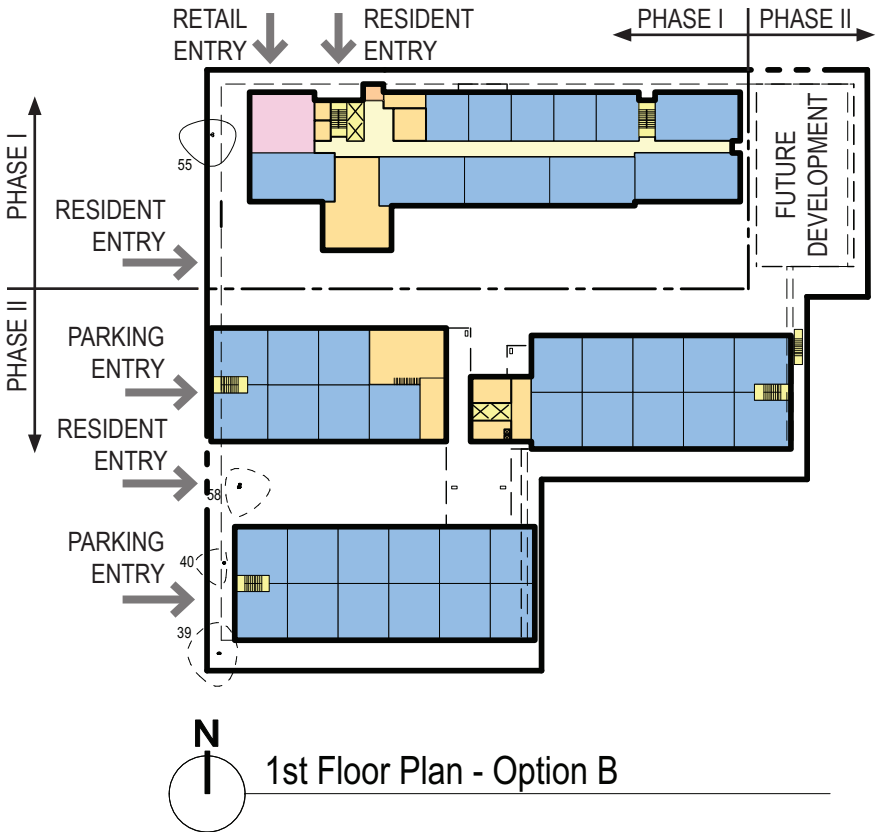 RETAIL
ENTRY
RESIDENT
ENTRY
PHASE I
PHASE II
PHASE I
55
FUTURE
DEVELOPMENT
RESIDENT
ENTRY
PHASE II
PARKING
ENTRY
RESIDENT
ENTRY
58
PARKING
ENTRY
40
39
N
1st Floor Plan - Option B